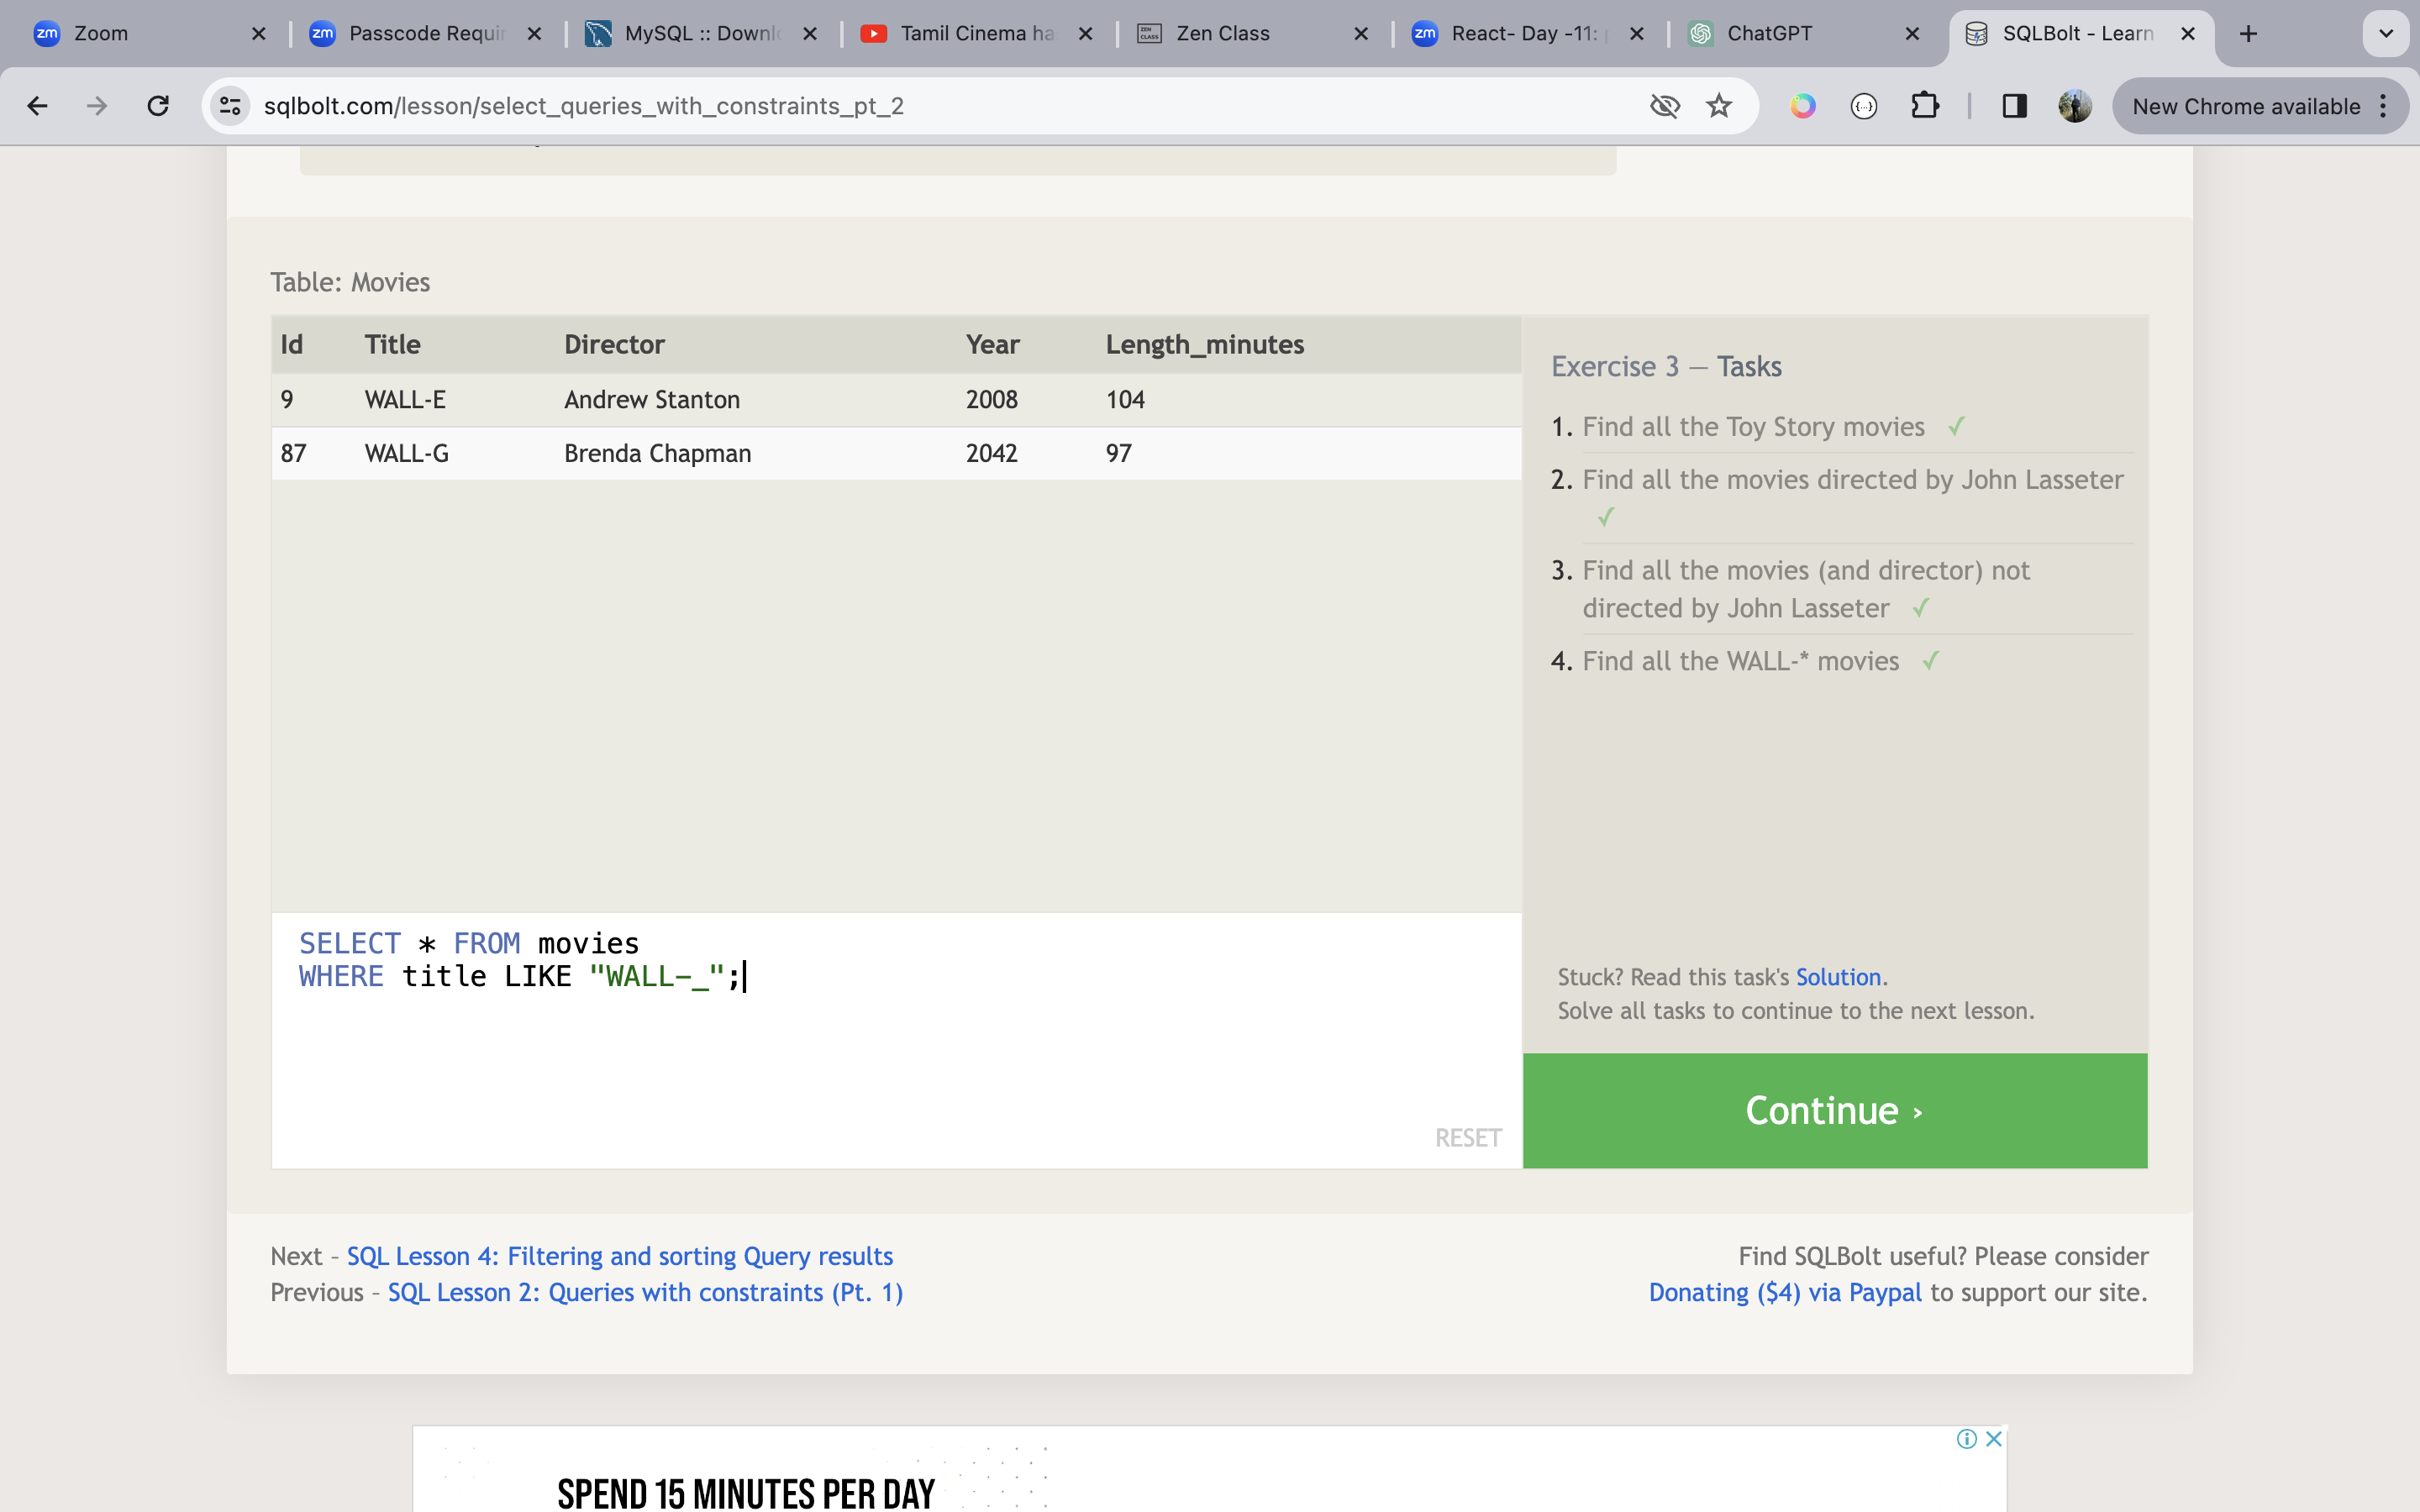 Zoom
Passcode Requir
MySQL :: Downl
Tamil Cinema ha
Zen Class
React- Day -11:
ChatGPT
SQLBolt - Learn
sqlbolt.com/lesson/select_queries_with_constraints_pt_2
New Chrome available
Table: Movies
Id Title Director Year Length_minutes
9 WALL-E Andrew Stanton 2008 104
87 WALL-G Brenda Chapman 2042 97
SELECT * FROM movies
WHERE title LIKE "WALL-_";
RESET
Exercise 3 — Tasks
1. Find all the Toy Story movies ✓
2. Find all the movies directed by John Lasseter
✓
3. Find all the movies (and director) not
directed by John Lasseter ✓
4. Find all the WALL-* movies ✓
Stuck? Read this task's Solution.
Solve all tasks to continue to the next lesson.
Continue ›
Next – SQL Lesson 4: Filtering and sorting Query results
Previous – SQL Lesson 2: Queries with constraints (Pt. 1)
Find SQLBolt useful? Please consider
Donating ($4) via Paypal to support our site.
SPEND 15 MINUTES PER DAY